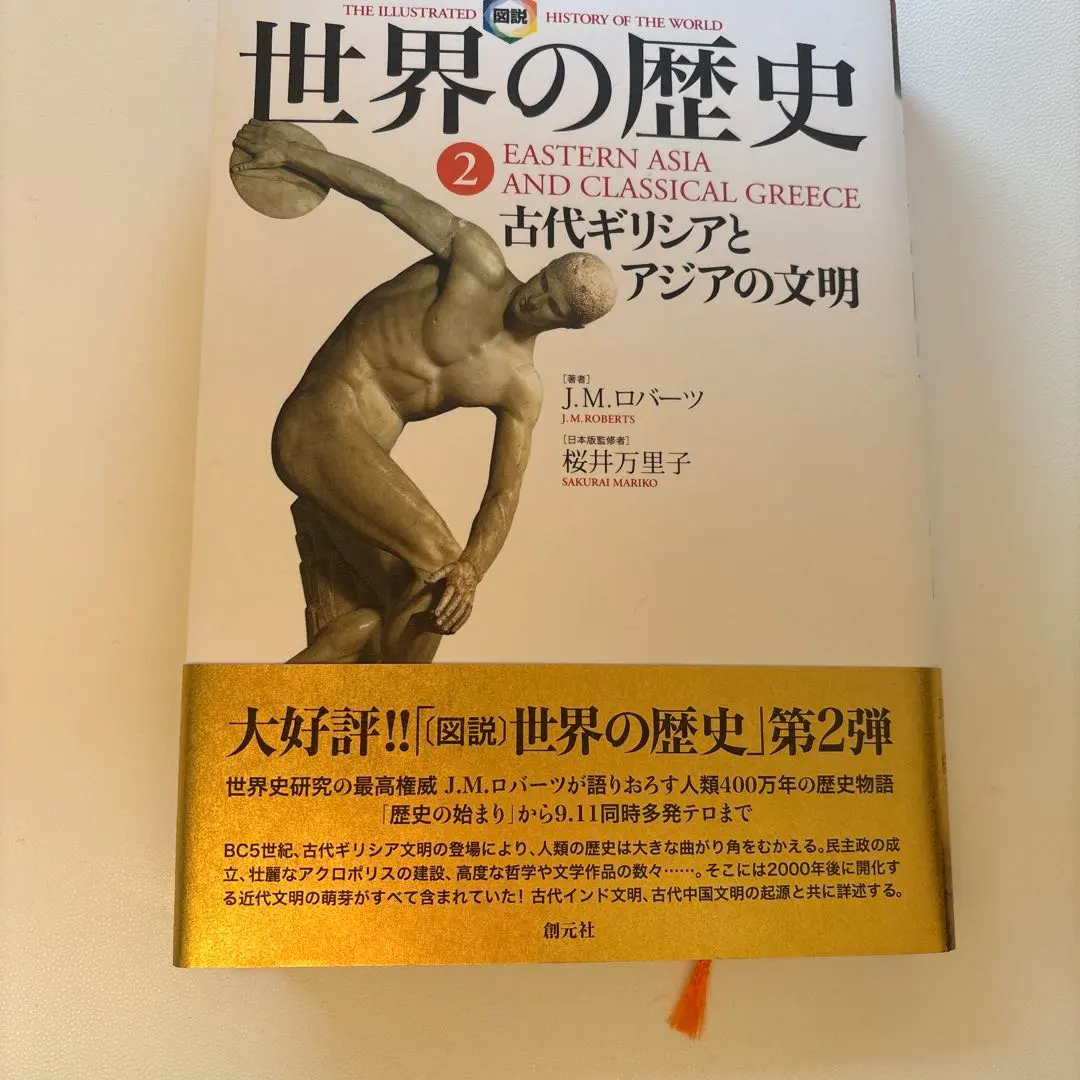 THE ILLUSTRATED 図説 HISTORY OF THE WORLD
世界の歴史
2 EASTERN ASIA
AND CLASSICAL GREECE
古代ギリシアと
アジアの文明
[著者]
J.M.ロバーツ
J.M.ROBERTS
[日本版監修者]
桜井万里子
SAKURAI MARIKO
大好評!!「〔図説〕世界の歴史」第2弾
世界史研究の最高権威 J.M.ロバーツが語りおろす人類400万年の歴史物語
「歴史の始まり」から9.11同時多発テロまで
BC5世紀、古代ギリシア文明の登場により、人類の歴史は大きな曲がり角をむかえる。民主政の成
立、壮麗なアクロポリスの建設、高度な哲学や文学作品の数々……。そこには2000年後に開化す
る近代文明の萌芽がすべて含まれていた! 古代インド文明、古代中国文明の起源と共に詳述する。
創元社